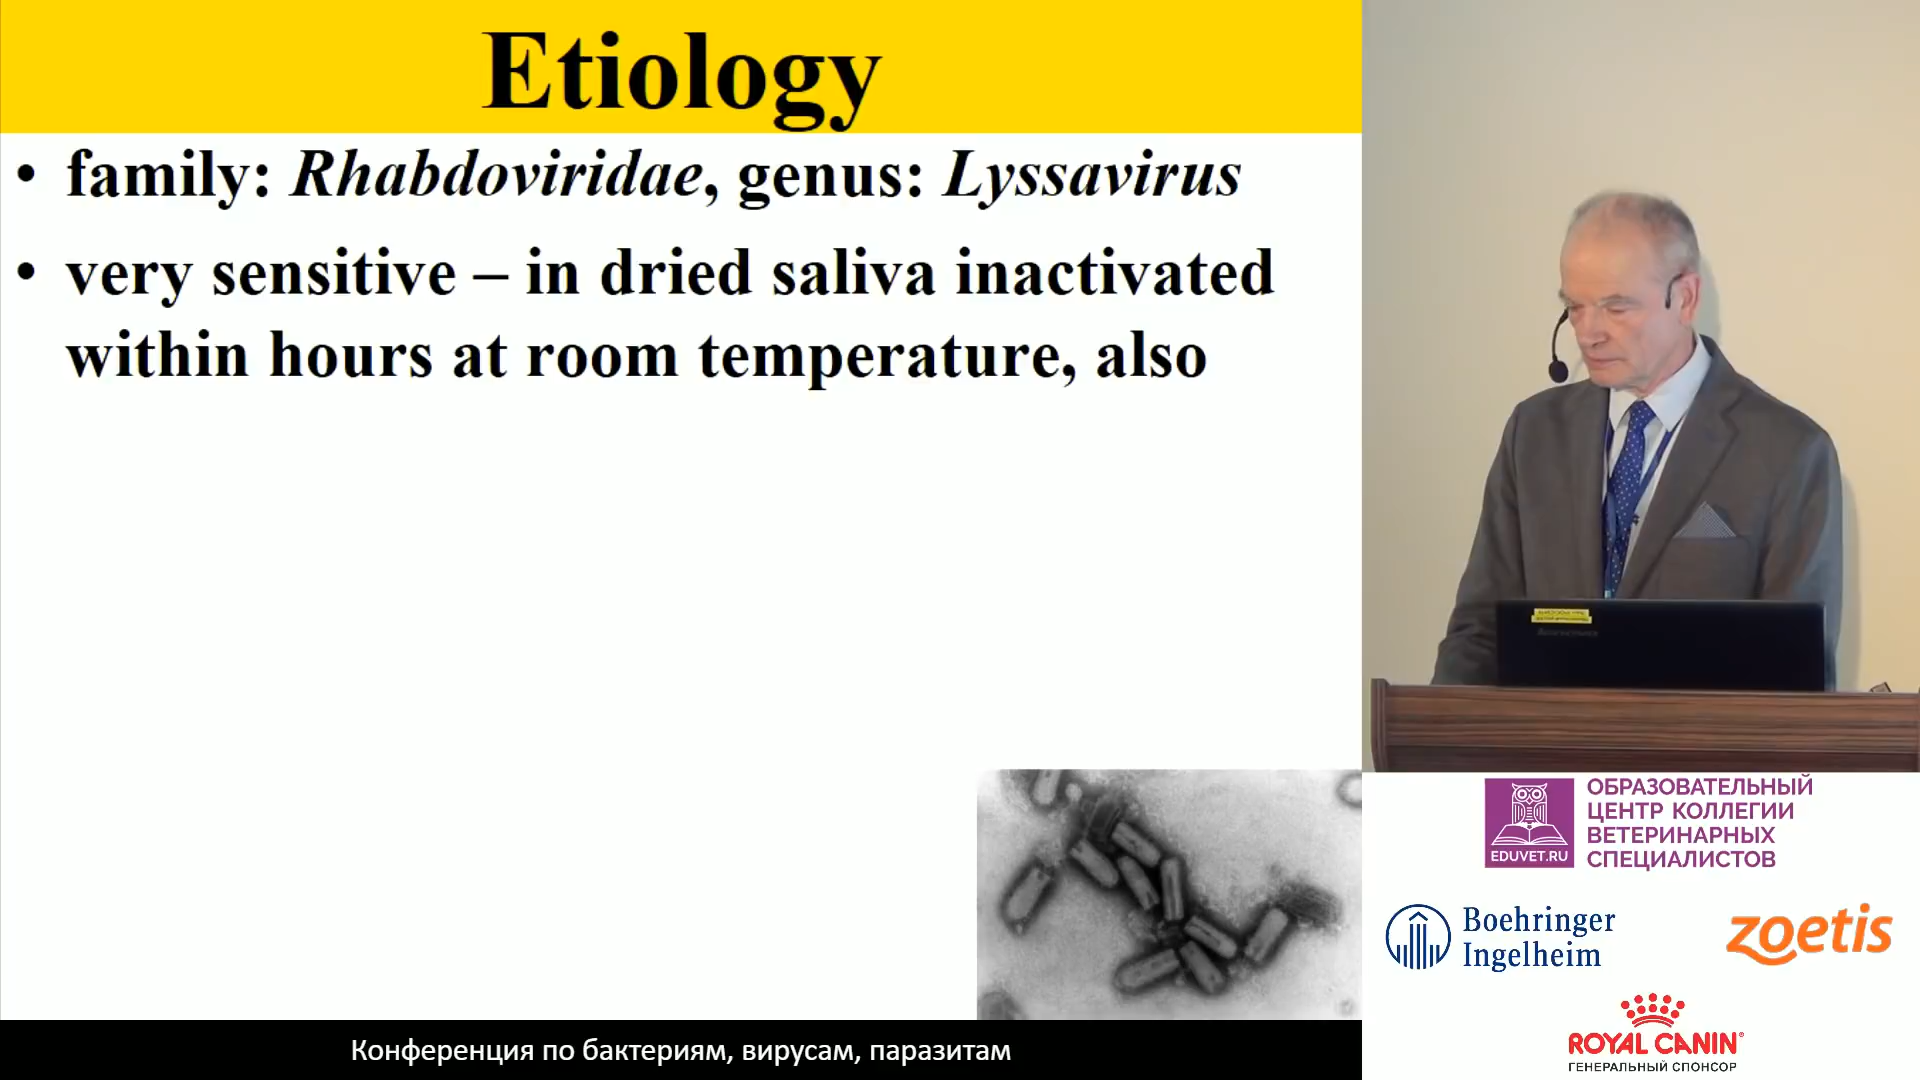 Etiology
• family: Rhabdoviridae, genus: Lyssavirus
• very sensitive – in dried saliva inactivated
within hours at room temperature, also
EDUVET.RU
ОБРАЗОВАТЕЛЬНЫЙ
ЦЕНТР КОЛЛЕГИИ
ВЕТЕРИНАРНЫХ
СПЕЦИАЛИСТОВ
Boehringer
Ingelheim
zoetis
ROYAL CANIN
ГЕНЕРАЛЬНЫЙ СПОНСОР
Конференция по бактериям, вирусам, паразитам